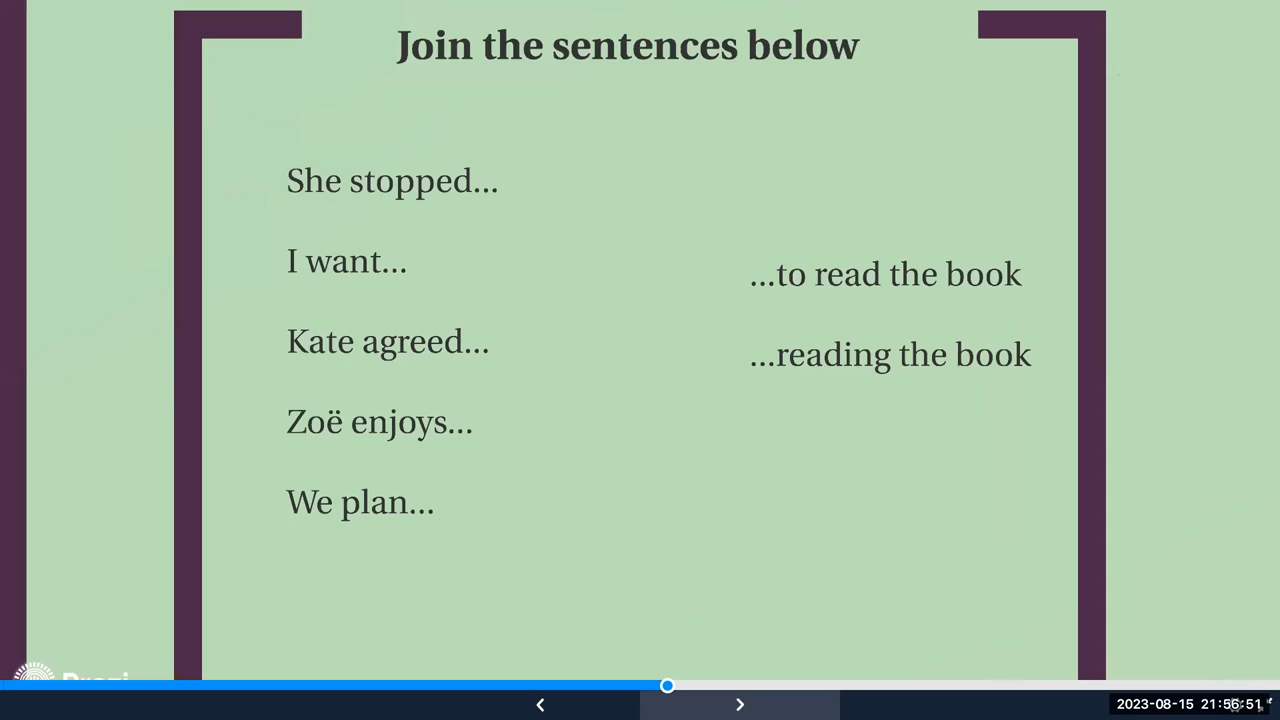 Join the sentences below
She stopped...
I want...
...to read the book
Kate agreed...
...reading the book
Zoë enjoys...
We plan...
Prezi
2023-08-15 21:56:51